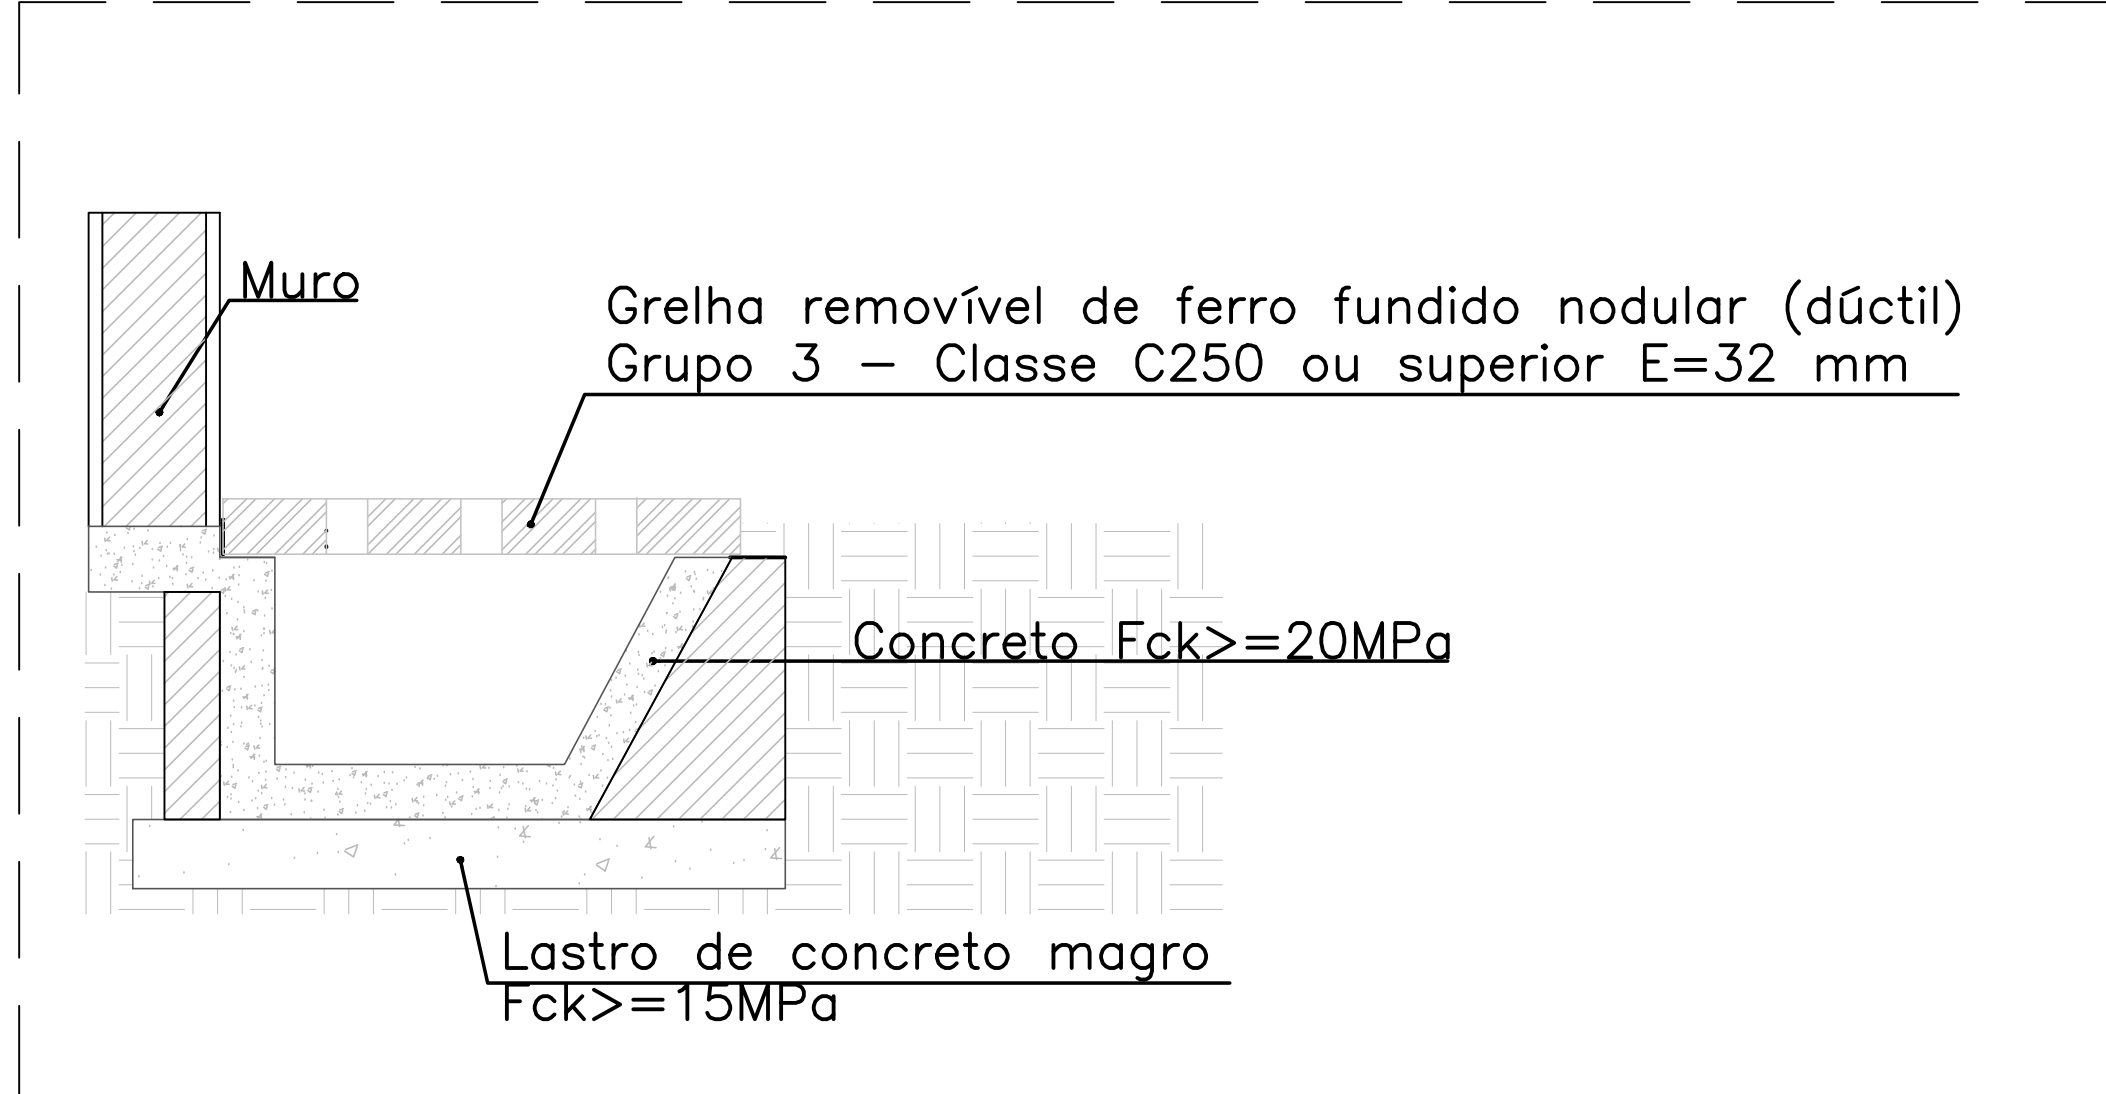 Muro
Grelha removível de ferro fundido nodular (dúctil)
Grupo 3 - Classe C250 ou superior E=32 mm
Concreto Fck>=20MPa
Lastro de concreto magro
Fck>=15MPa